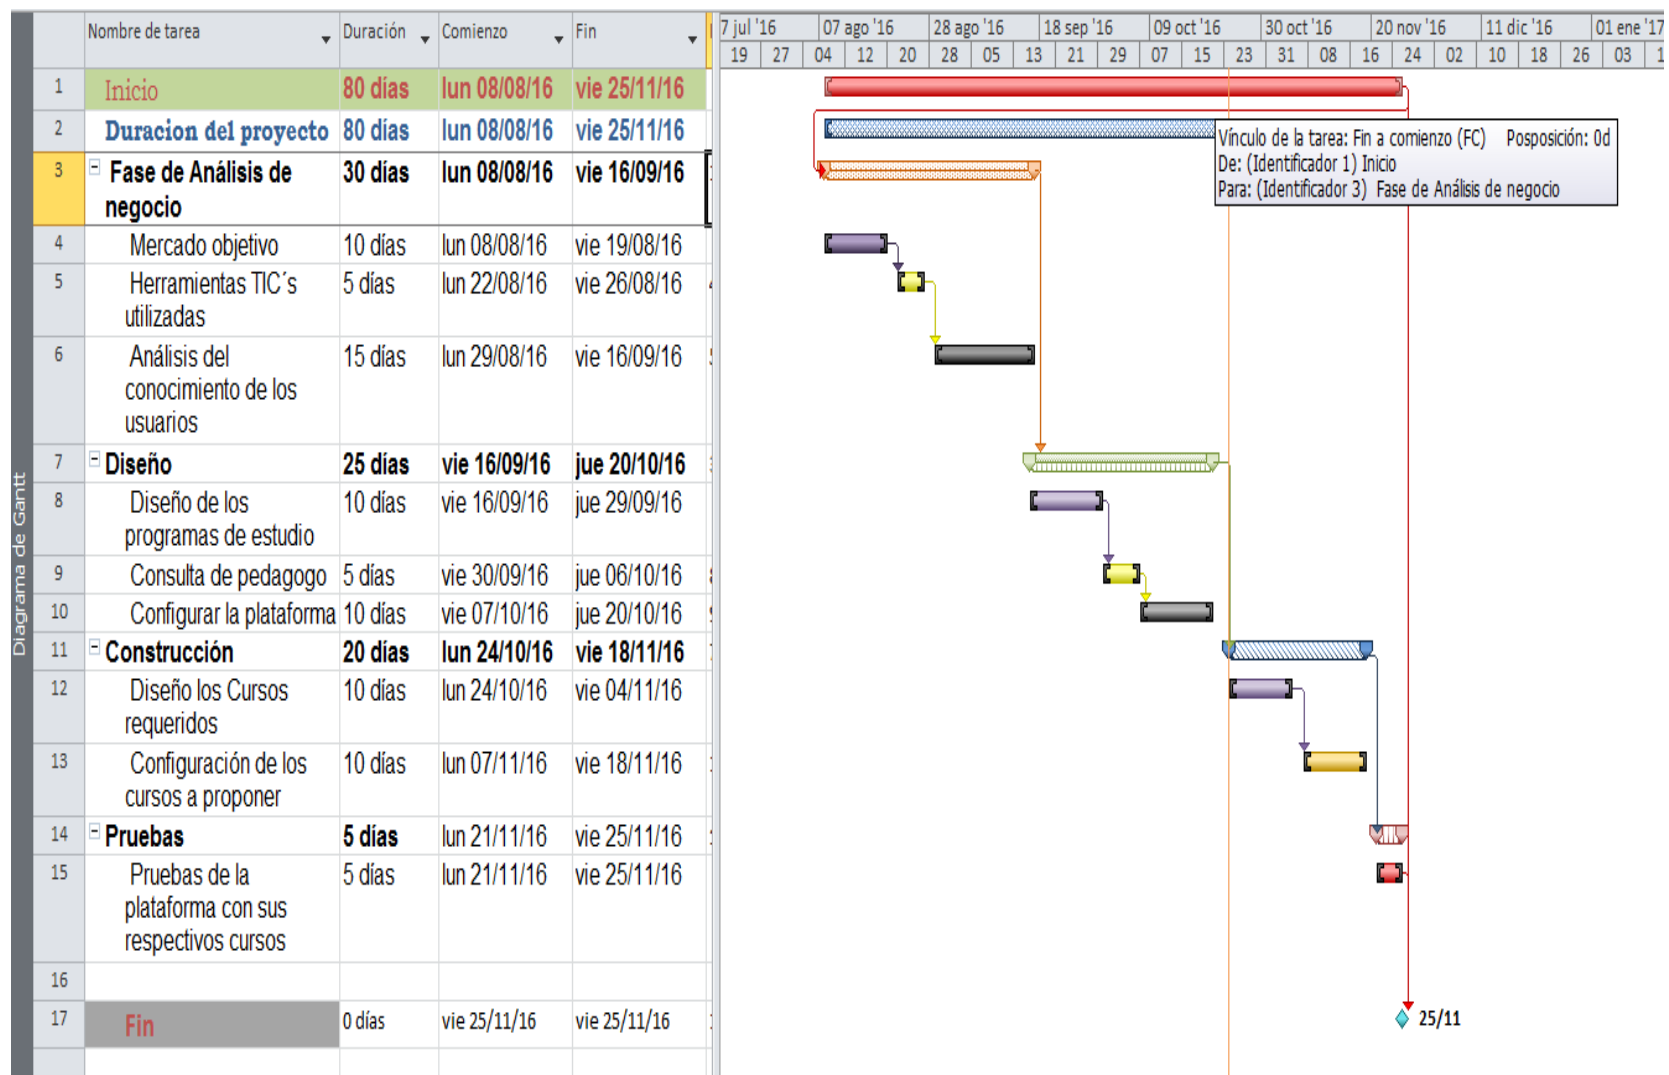 Nombre de tarea Duración Comienzo Fin
7 jul '16 07 ago '16 28 ago '16 18 sep '16 09 oct '16 30 oct '16 20 nov '16 11 dic '16 01 ene '17
19 27 04 12 20 28 05 13 21 29 07 15 23 31 08 16 24 02 10 18 26 03 1
1 Inicio 80 días lun 08/08/16 vie 25/11/16
2 Duracion del proyecto 80 días lun 08/08/16 vie 25/11/16
3 Fase de Análisis de 30 días lun 08/08/16 vie 16/09/16
negocio
4 Mercado objetivo 10 días lun 08/08/16 vie 19/08/16
5 Herramientas TIC´s 5 días lun 22/08/16 vie 26/08/16
utilizadas
6 Análisis del 15 días lun 29/08/16 vie 16/09/16
conocimiento de los
usuarios
7 Diseño 25 días vie 16/09/16 jue 20/10/16
8 Diseño de los 10 días vie 16/09/16 jue 29/09/16
programas de estudio
9 Consulta de pedagogo 5 días vie 30/09/16 jue 06/10/16
10 Configurar la plataforma 10 días vie 07/10/16 jue 20/10/16
11 Construcción 20 días lun 24/10/16 vie 18/11/16
12 Diseño los Cursos 10 días lun 24/10/16 vie 04/11/16
requeridos
13 Configuración de los 10 días lun 07/11/16 vie 18/11/16
cursos a proponer
14 Pruebas 5 días lun 21/11/16 vie 25/11/16
15 Pruebas de la 5 días lun 21/11/16 vie 25/11/16
plataforma con sus
respectivos cursos
16
17 Fin 0 días vie 25/11/16 vie 25/11/16
Vínculo de la tarea: Fin a comienzo (FC) Posposición: 0d
De: (Identificador 1) Inicio
Para: (Identificador 3) Fase de Análisis de negocio
25/11
Diagrama de Gantt